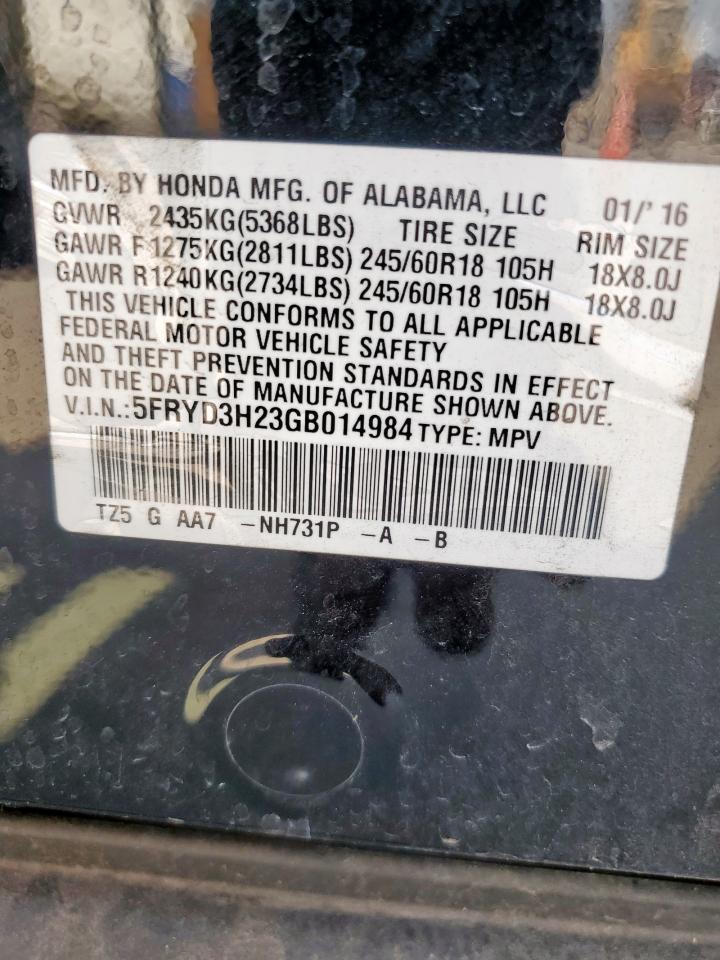 MFD. BY HONDA MFG. OF ALABAMA, LLC 01/' 16
GVWR 2435KG(5368LBS) TIRE SIZE RIM SIZE
GAWR F1275KG(2811LBS) 245/60R18 105H 18X8.0J
GAWR R1240KG(2734LBS) 245/60R18 105H 18X8.0J
THIS VEHICLE CONFORMS TO ALL APPLICABLE
FEDERAL MOTOR VEHICLE SAFETY
AND THEFT PREVENTION STANDARDS IN EFFECT
ON THE DATE OF MANUFACTURE SHOWN ABOVE.
V.I.N.:5FRYD3H23GB014984 TYPE: MPV
TZ5 G AA7 -NH731P -A -B